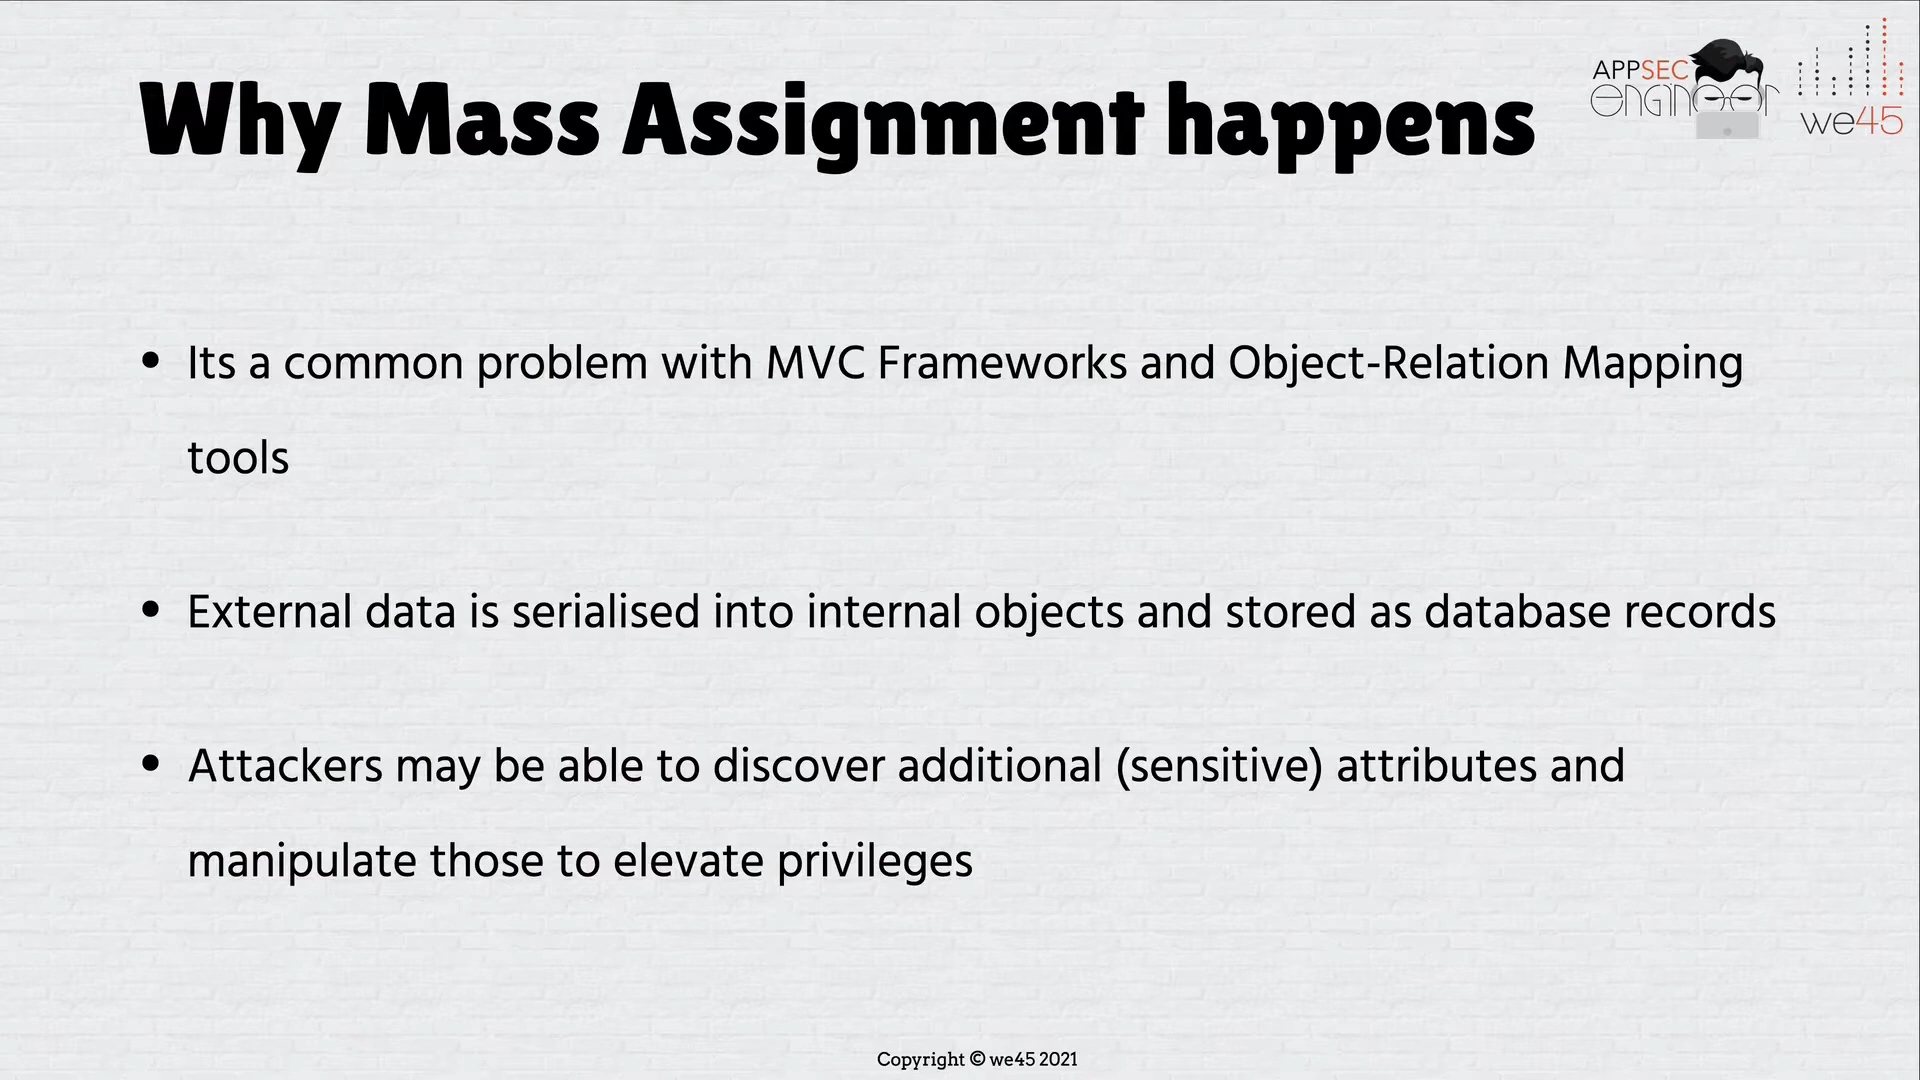 Why Mass Assignment happens
APPSEC
engineer
we45
• Its a common problem with MVC Frameworks and Object-Relation Mapping
tools
• External data is serialised into internal objects and stored as database records
• Attackers may be able to discover additional (sensitive) attributes and
manipulate those to elevate privileges
Copyright © we45 2021